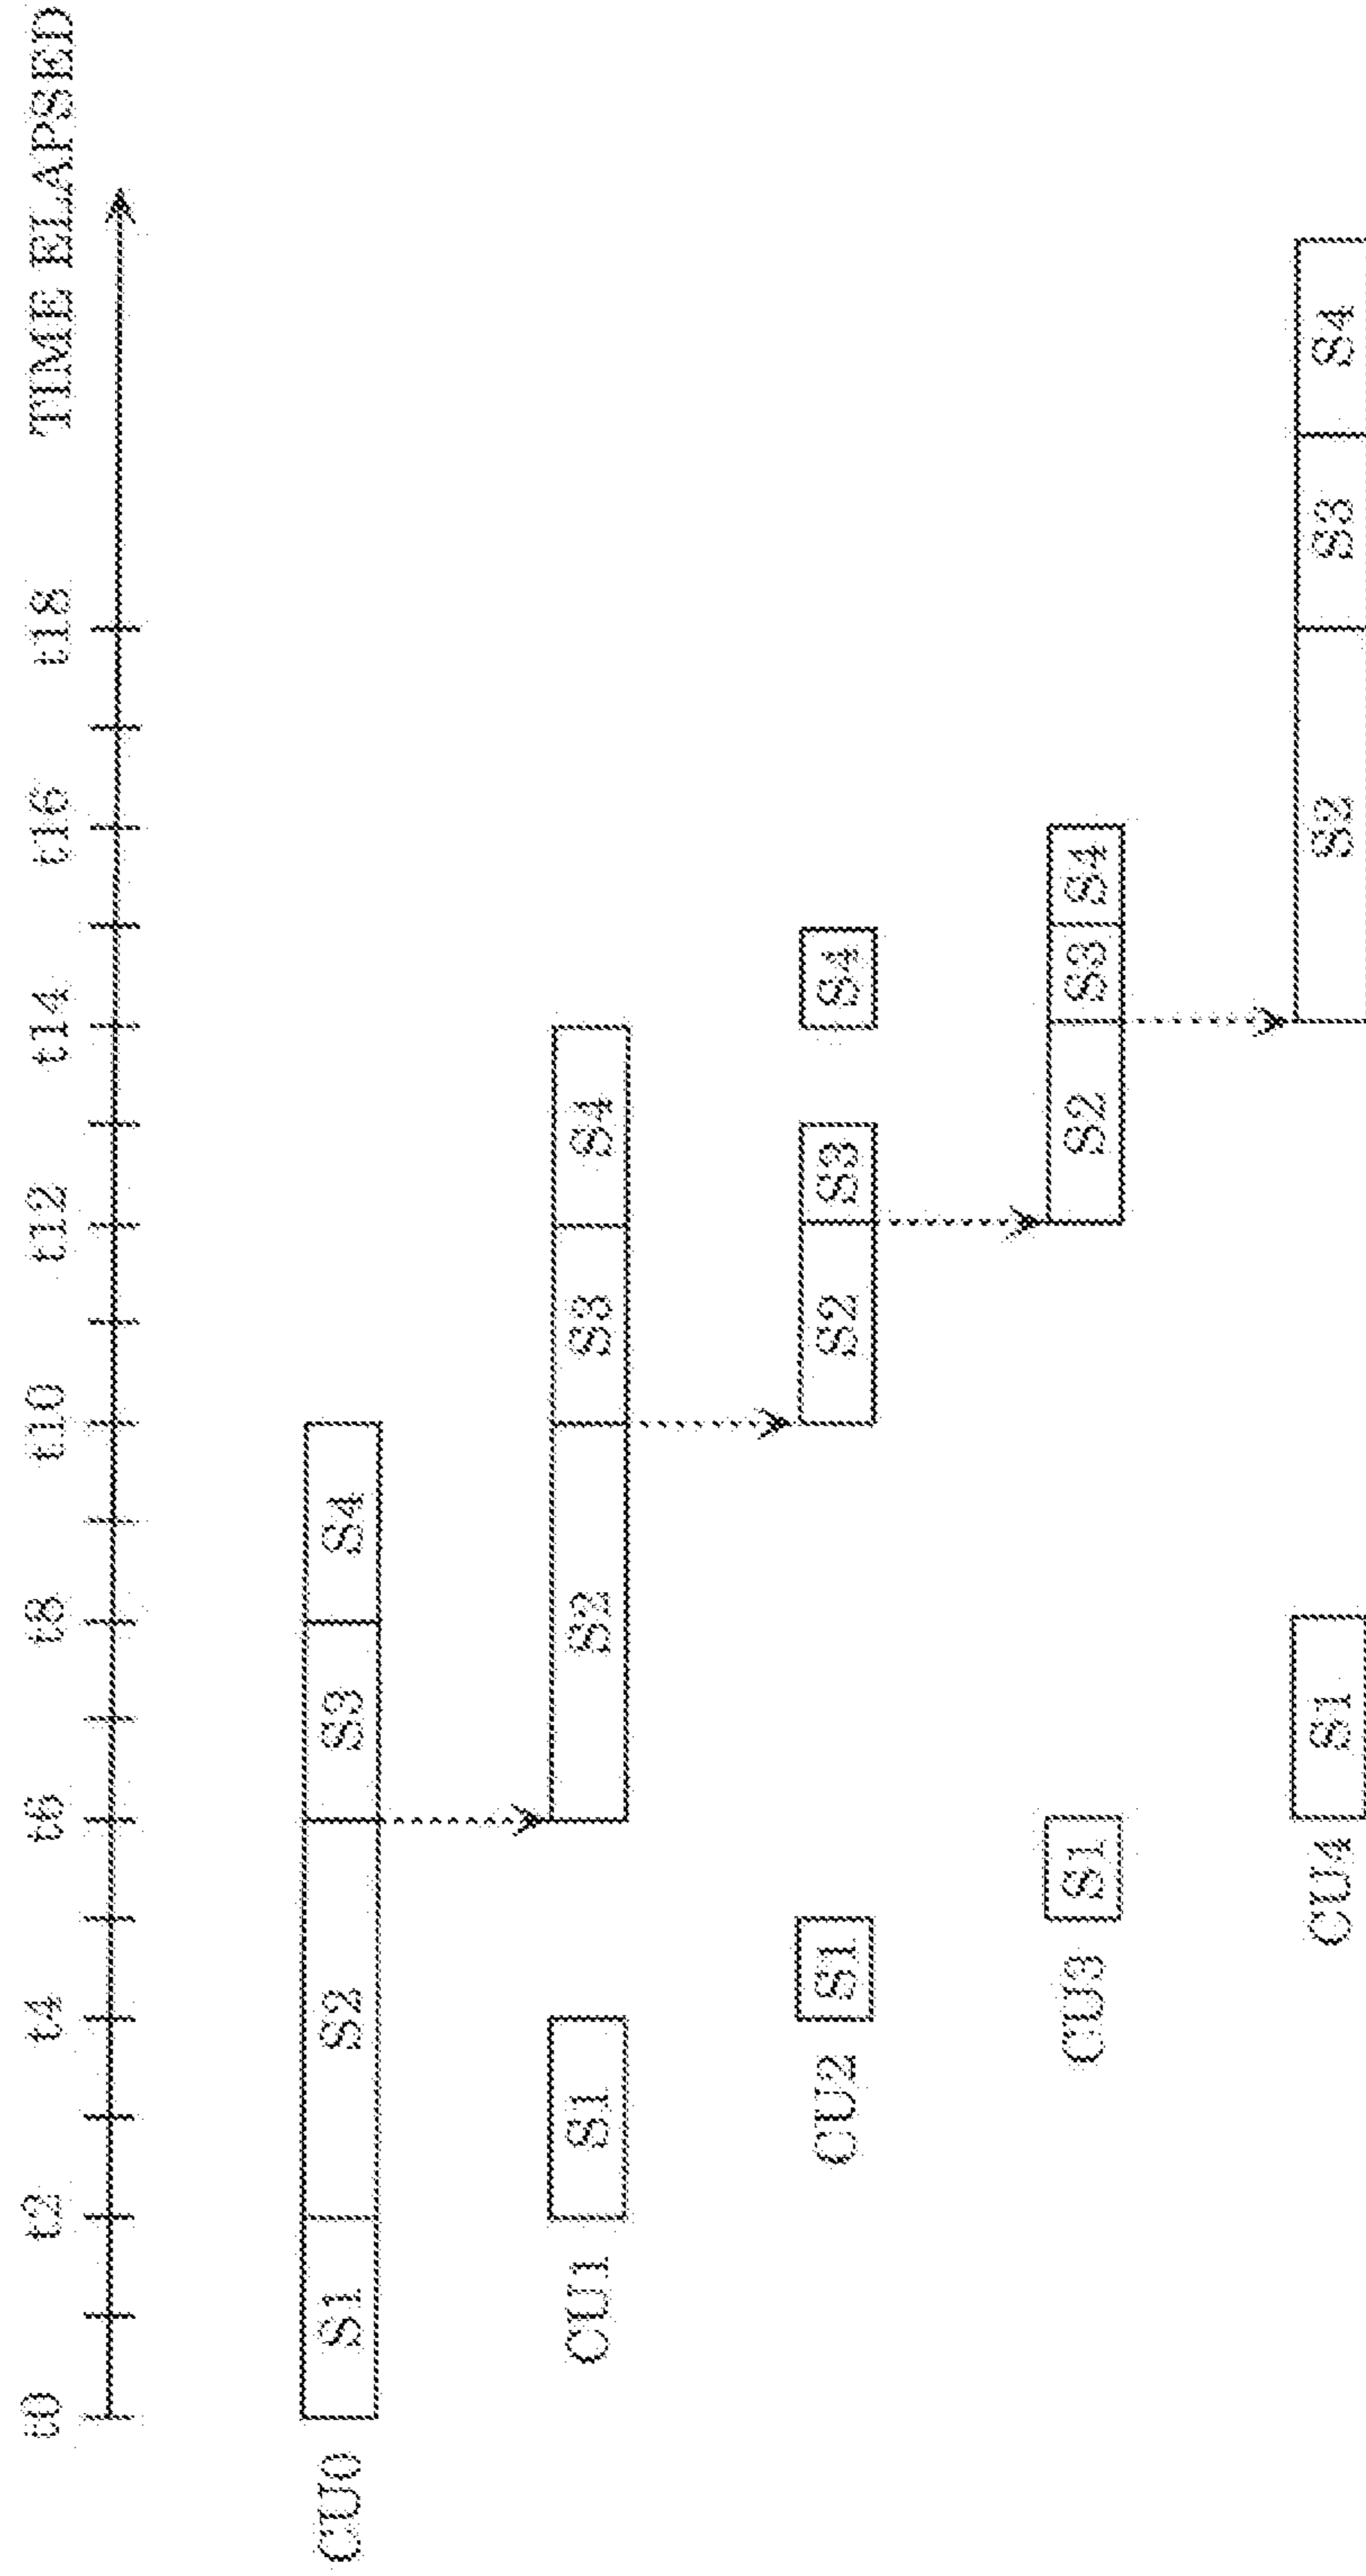 t0 t2 t4 t6 t8 t10 t12 t14 t16 t18 TIME ELAPSED
CU0 S1 S2 S3 S4
CU1 S1 S2 S3 S4
CU2 S1 S2 S3 S4
CU3 S1 S2 S3 S4
CU4 S1 S2 S3 S4